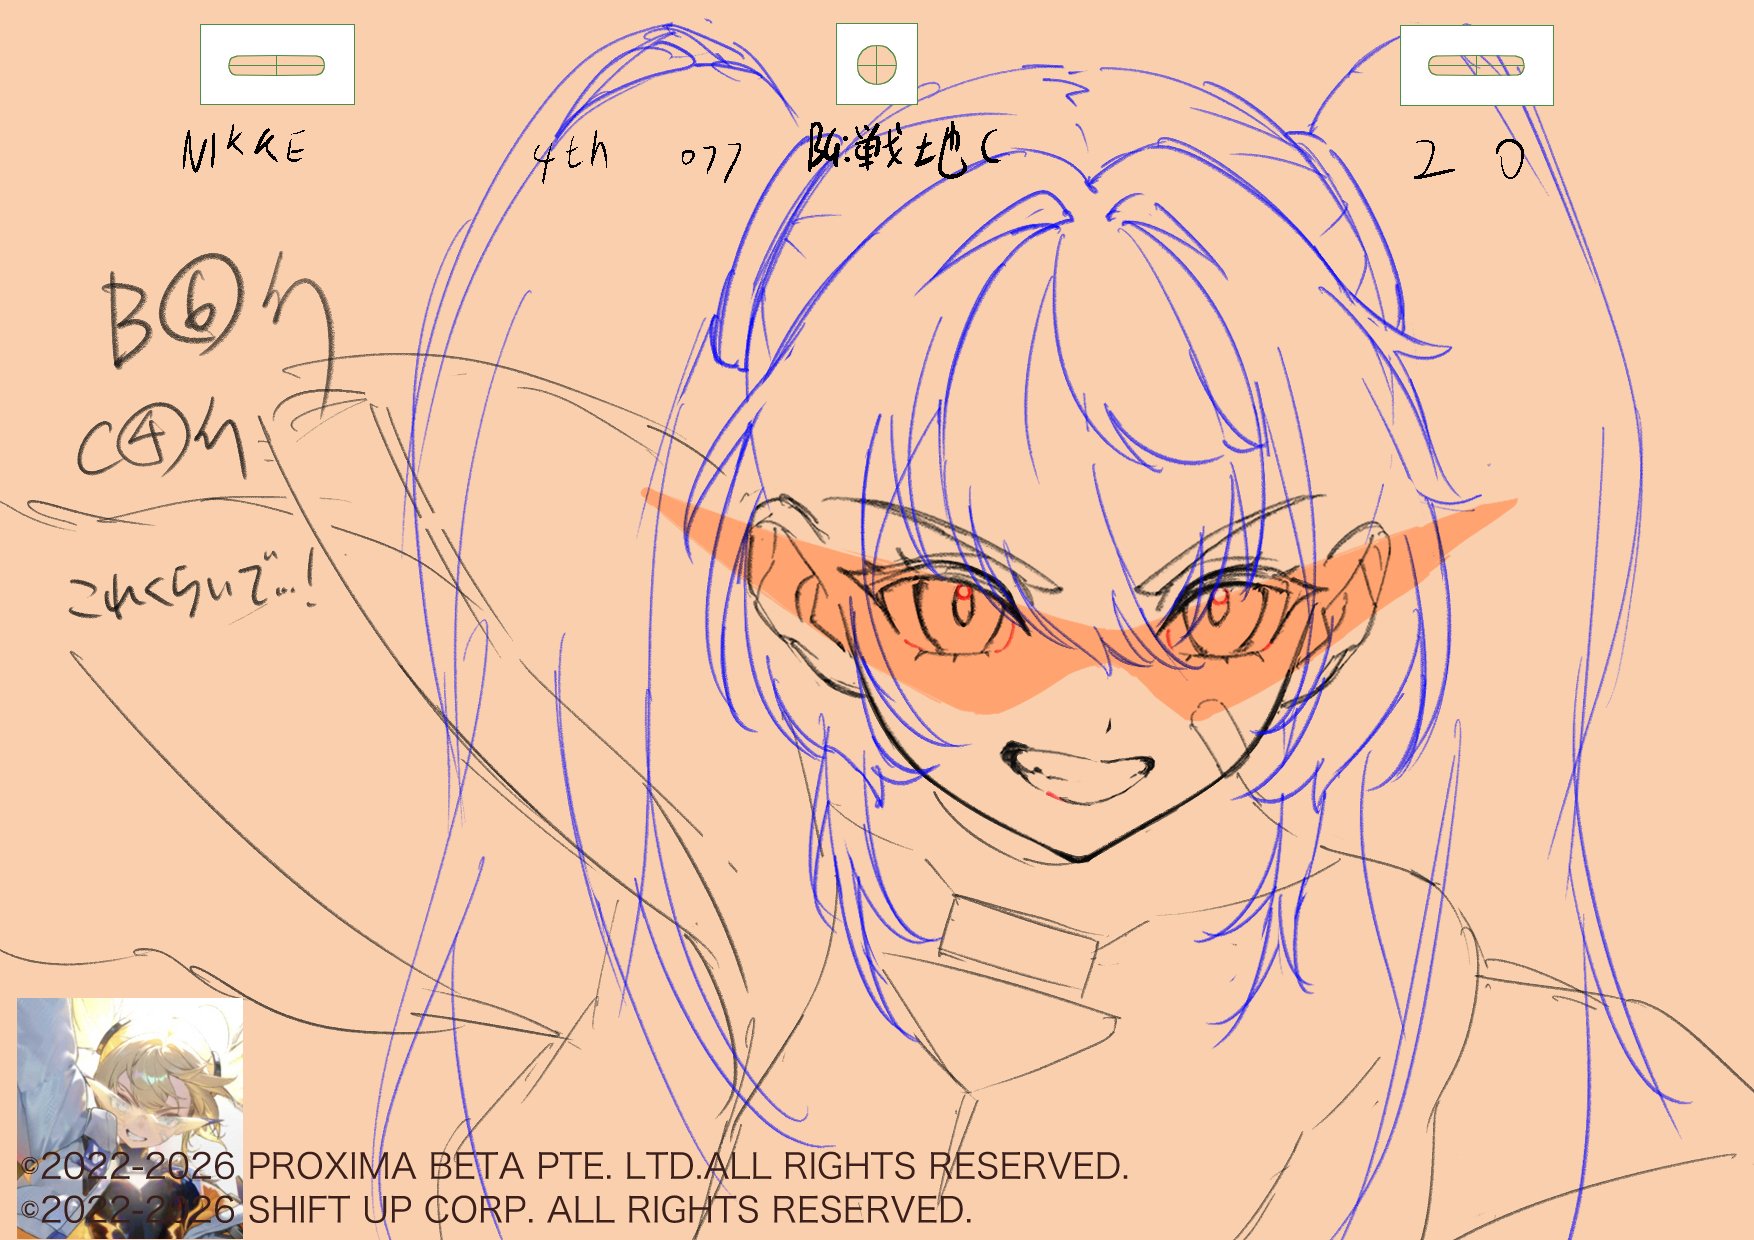 NIKKE 4th 077 BG:戦地C 20
B⑥り
C④り
これくらいで…!
©2022-2026 PROXIMA BETA PTE. LTD.ALL RIGHTS RESERVED.
©2022-2026 SHIFT UP CORP. ALL RIGHTS RESERVED.